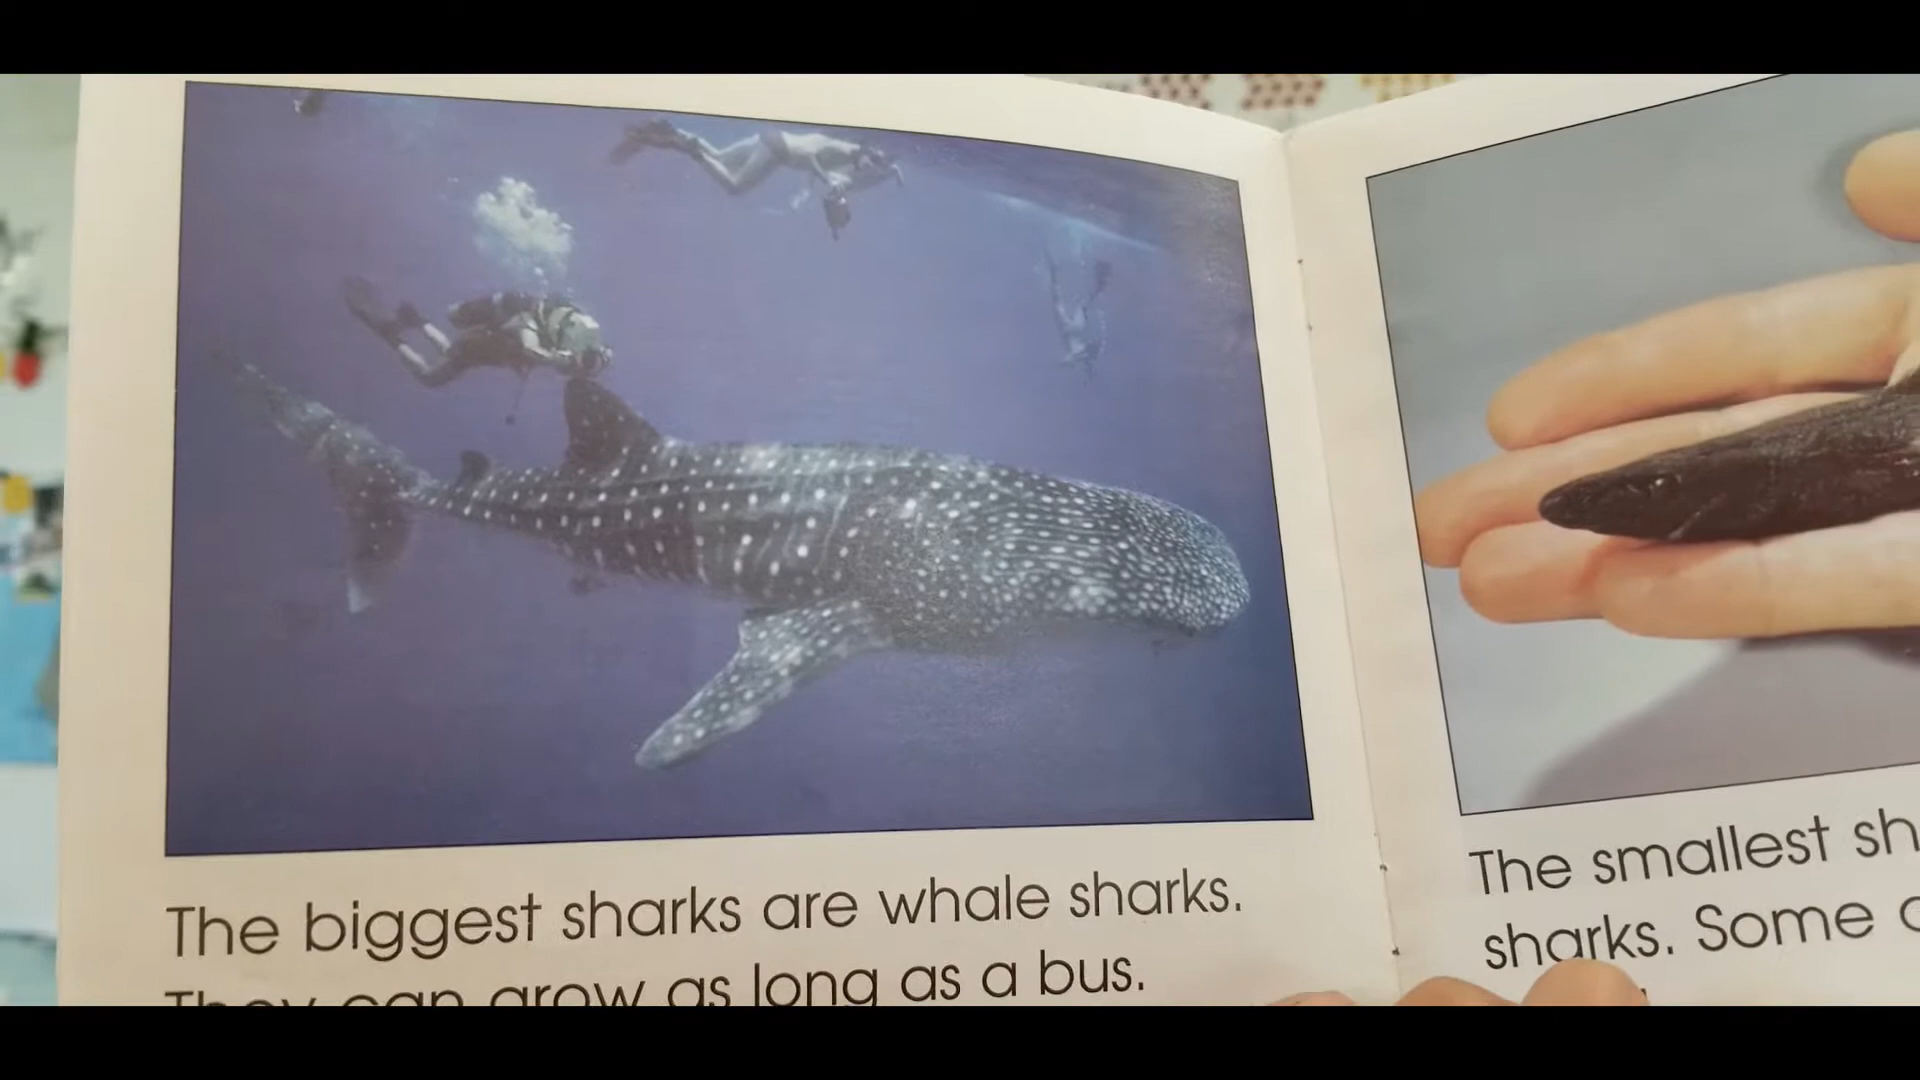 The biggest sharks are whale sharks.
They can grow as long as a bus.
The smallest sh
sharks. Some